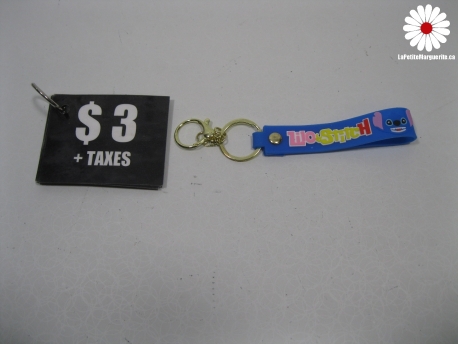 LaPetiteMarguerite.ca
$ 3
+ TAXES
Lilo & Stitch